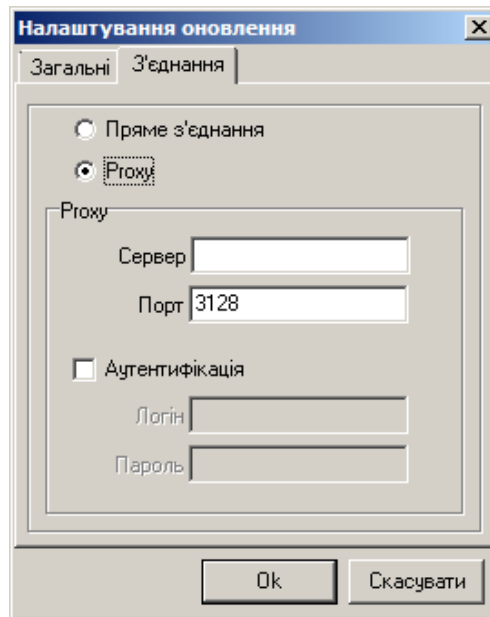 Налаштування оновлення
Загальні З'єднання
Пряме з'єднання
Proxy
Proxy
Сервер
Порт 3128
Аутентифікація
Логін
Пароль
Ok Скасувати